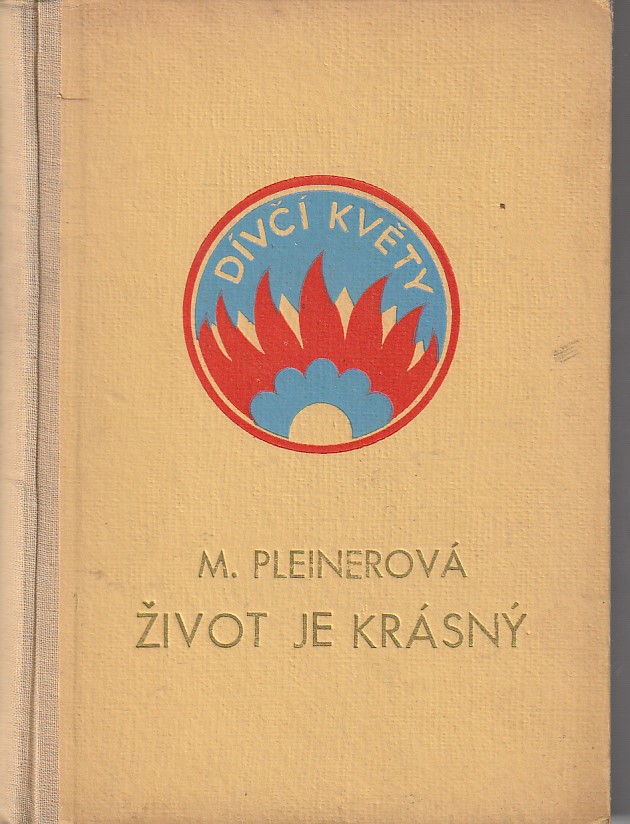 DÍVČÍ KVĚTY
M. PLEINEROVÁ
ŽIVOT JE KRÁSNÝ